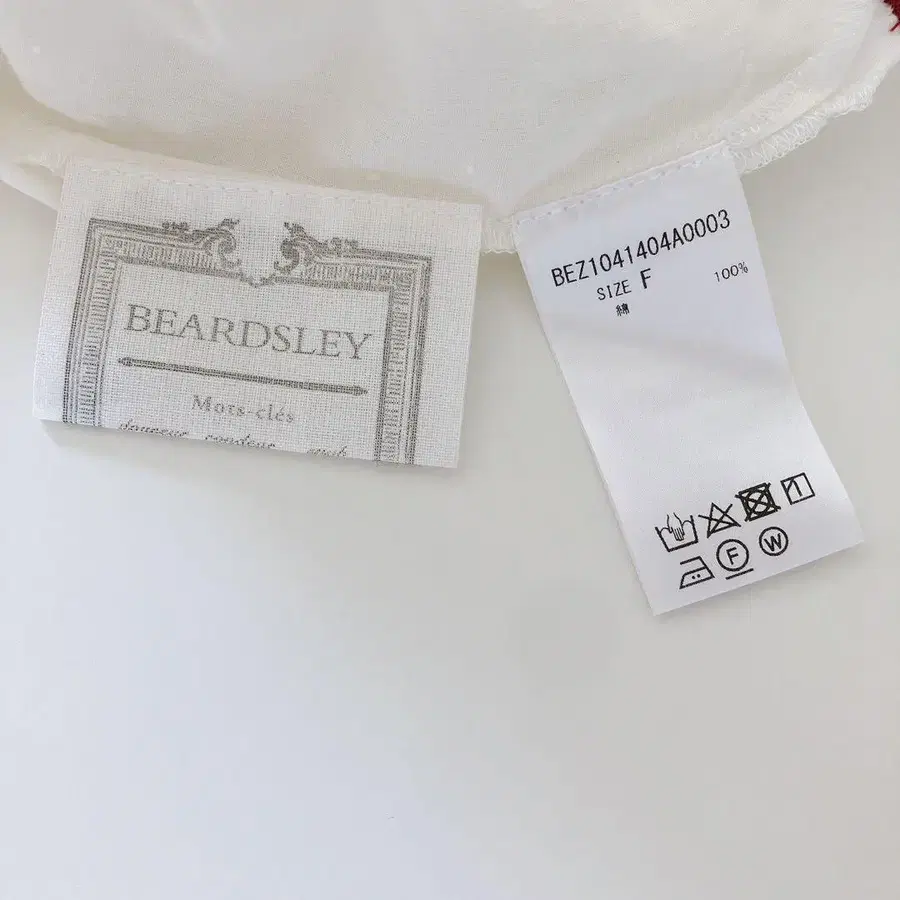 BEARDSLEY
Mots-clés
BEZ1041404A0003
SIZE F
綿 100%
F W